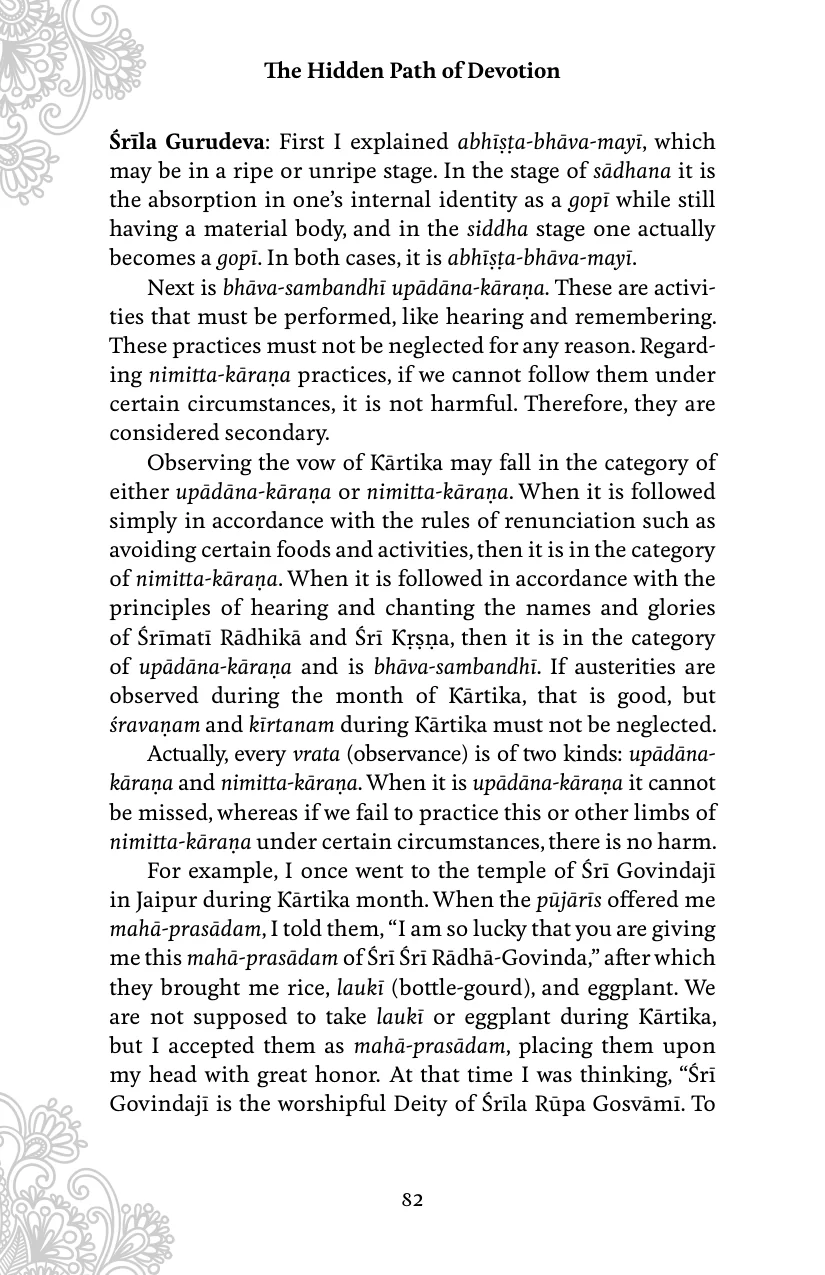 The Hidden Path of Devotion
Śrīla Gurudeva: First I explained abhīṣṭa-bhāva-mayī, which
may be in a ripe or unripe stage. In the stage of sādhana it is
the absorption in one’s internal identity as a gopī while still
having a material body, and in the siddha stage one actually
becomes a gopī. In both cases, it is abhīṣṭa-bhāva-mayī.
Next is bhāva-sambandhī upādāna-kāraṇa. These are activi-
ties that must be performed, like hearing and remembering.
These practices must not be neglected for any reason. Regard-
ing nimitta-kāraṇa practices, if we cannot follow them under
certain circumstances, it is not harmful. Therefore, they are
considered secondary.
Observing the vow of Kārtika may fall in the category of
either upādāna-kāraṇa or nimitta-kāraṇa. When it is followed
simply in accordance with the rules of renunciation such as
avoiding certain foods and activities, then it is in the category
of nimitta-kāraṇa. When it is followed in accordance with the
principles of hearing and chanting the names and glories
of Śrīmatī Rādhikā and Śrī Kṛṣṇa, then it is in the category
of upādāna-kāraṇa and is bhāva-sambandhī. If austerities are
observed during the month of Kārtika, that is good, but
śravaṇam and kīrtanam during Kārtika must not be neglected.
Actually, every vrata (observance) is of two kinds: upādāna-
kāraṇa and nimitta-kāraṇa. When it is upādāna-kāraṇa it cannot
be missed, whereas if we fail to practice this or other limbs of
nimitta-kāraṇa under certain circumstances, there is no harm.
For example, I once went to the temple of Śrī Govindajī
in Jaipur during Kārtika month. When the pūjārīs offered me
mahā-prasādam, I told them, “I am so lucky that you are giving
me this mahā-prasādam of Śrī Śrī Rādhā-Govinda,” after which
they brought me rice, laukī (bottle-gourd), and eggplant. We
are not supposed to take laukī or eggplant during Kārtika,
but I accepted them as mahā-prasādam, placing them upon
my head with great honor. At that time I was thinking, “Śrī
Govindajī is the worshipful Deity of Śrīla Rūpa Gosvāmī. To
82